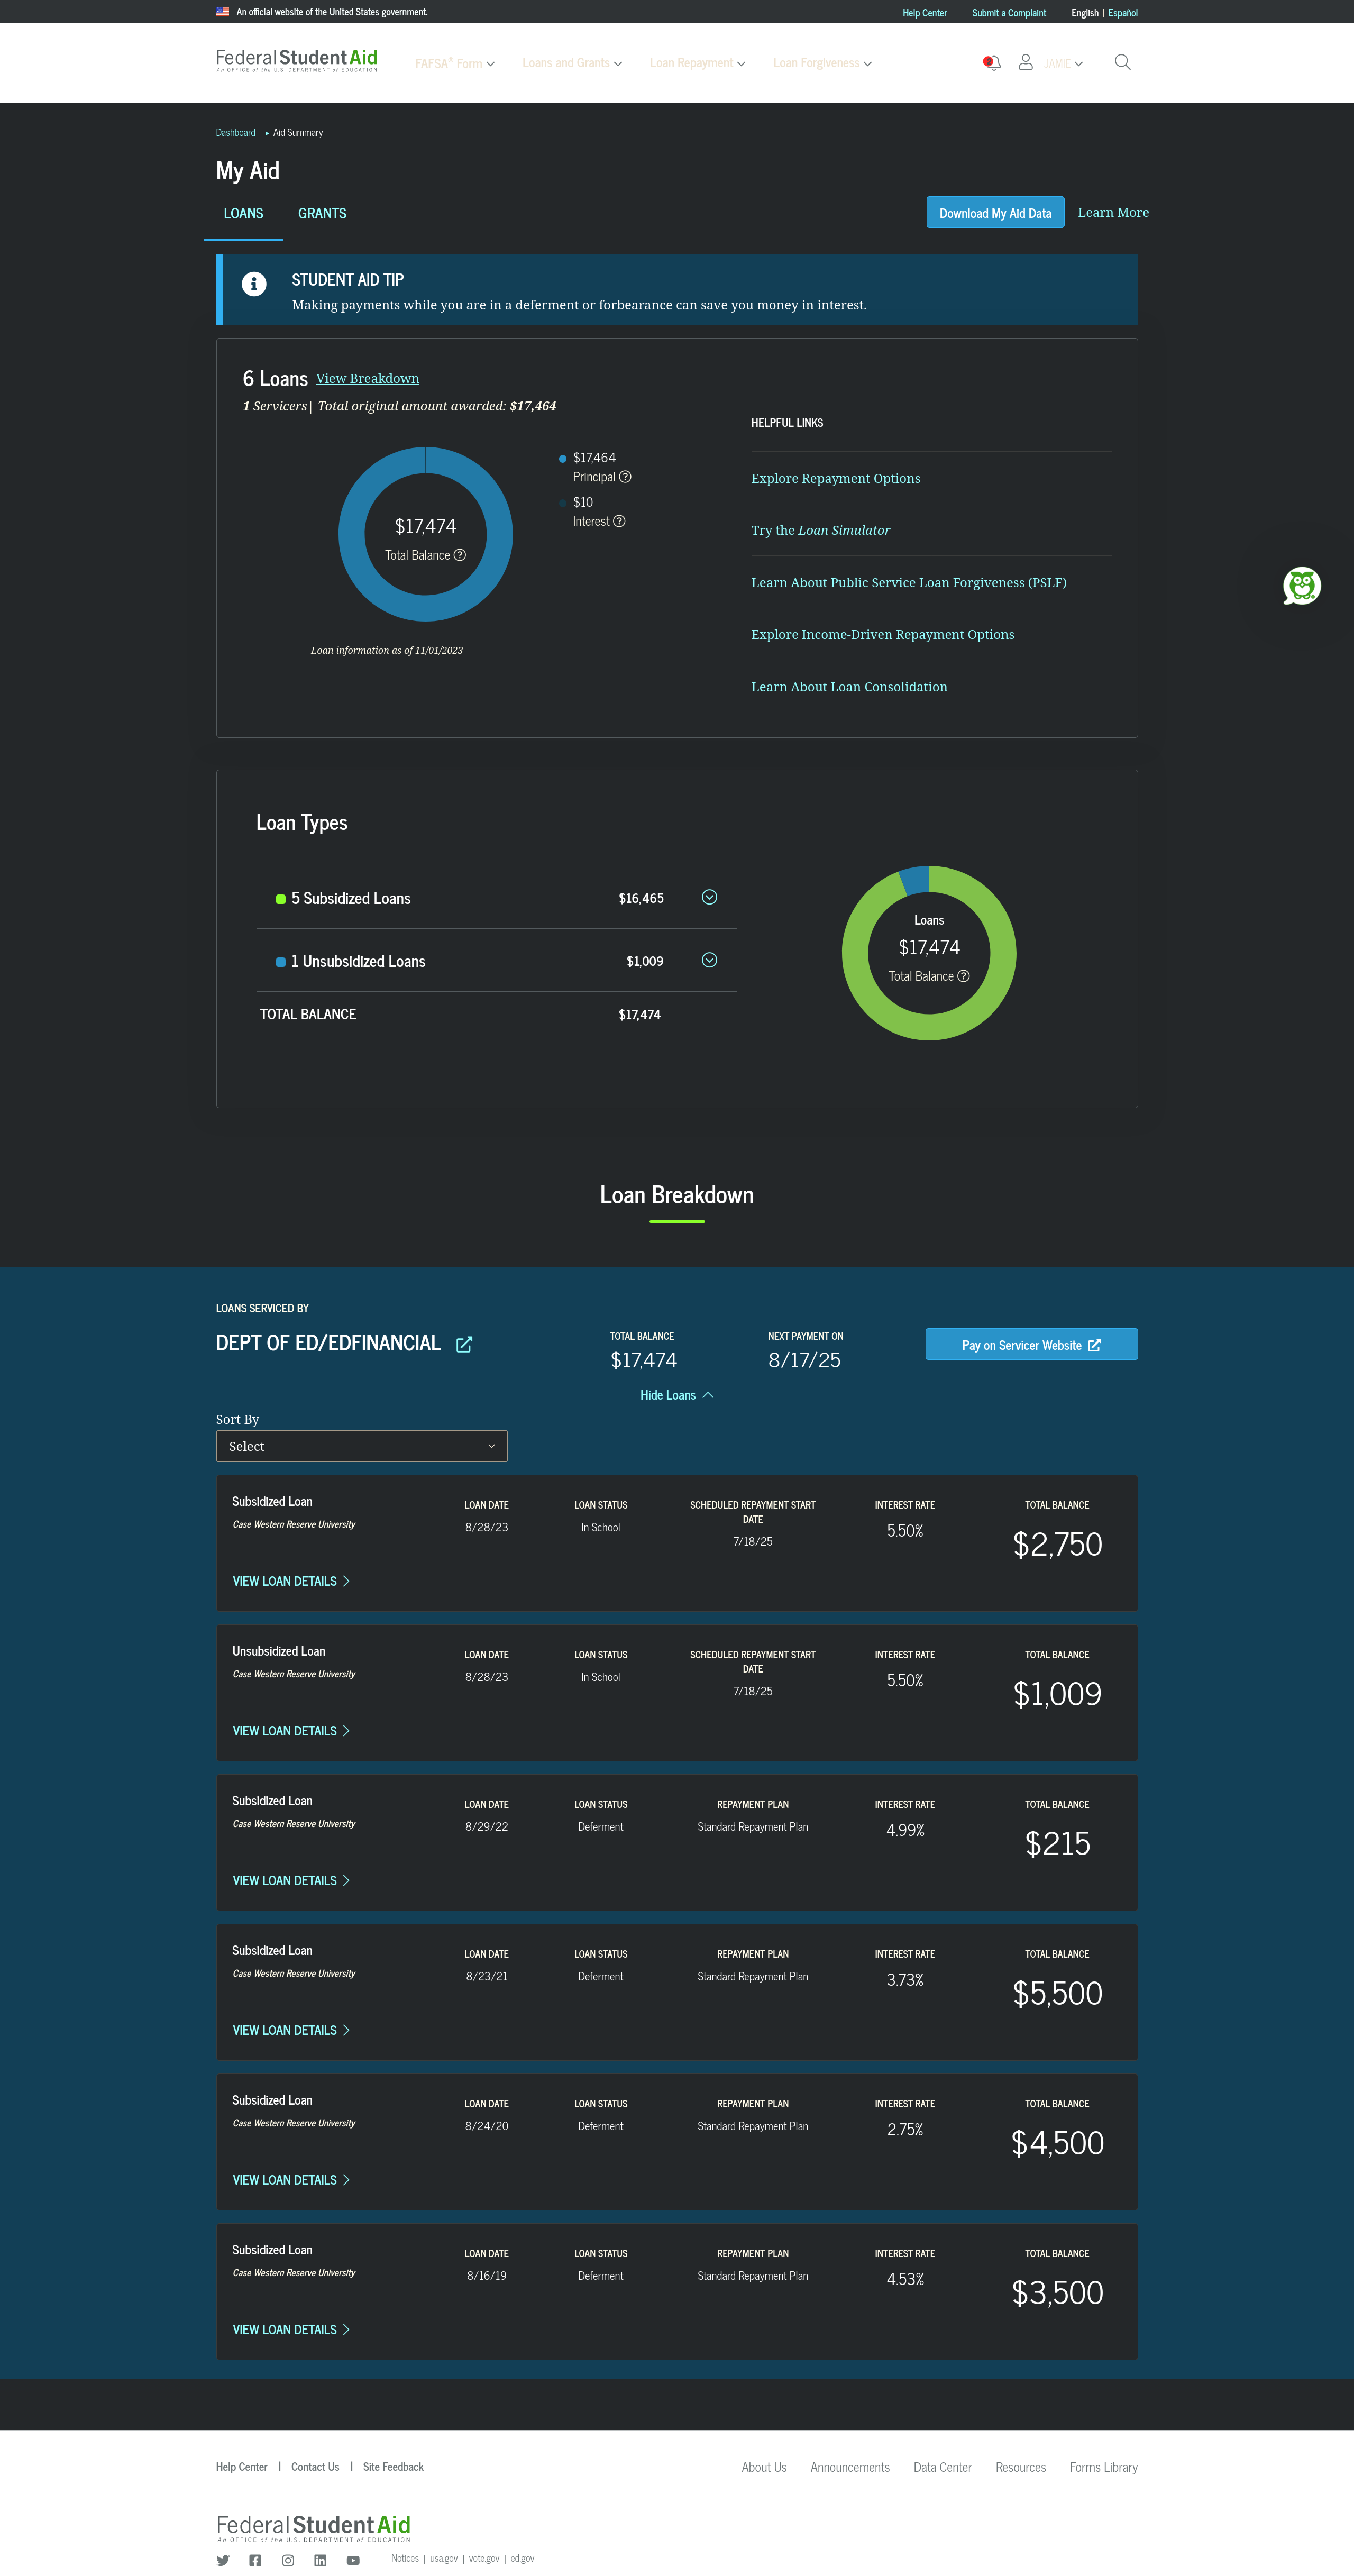 An official website of the United States government.
Help Center Submit a Complaint English | Español
Federal Student Aid
An OFFICE of the U.S. DEPARTMENT of EDUCATION
FAFSA® Form Loans and Grants Loan Repayment Loan Forgiveness 2 JAMIE
Dashboard Aid Summary
My Aid
LOANS GRANTS Download My Aid Data Learn More
STUDENT AID TIP
Making payments while you are in a deferment or forbearance can save you money in interest.
6 Loans View Breakdown
1 Servicers| Total original amount awarded: $17,464
$17,464
Principal
$10
Interest
$17,474
Total Balance
Loan information as of 11/01/2023
HELPFUL LINKS
Explore Repayment Options
Try the Loan Simulator
Learn About Public Service Loan Forgiveness (PSLF)
Explore Income-Driven Repayment Options
Learn About Loan Consolidation
Loan Types
5 Subsidized Loans $16,465
1 Unsubsidized Loans $1,009
TOTAL BALANCE $17,474
Loans
$17,474
Total Balance
Loan Breakdown
LOANS SERVICED BY
DEPT OF ED/EDFINANCIAL
TOTAL BALANCE
$17,474
NEXT PAYMENT ON
8/17/25
Pay on Servicer Website
Hide Loans
Sort By
Select
Subsidized Loan
Case Western Reserve University
VIEW LOAN DETAILS
LOAN DATE
8/28/23
LOAN STATUS
In School
SCHEDULED REPAYMENT START
DATE
7/18/25
INTEREST RATE
5.50%
TOTAL BALANCE
$2,750
Unsubsidized Loan
Case Western Reserve University
VIEW LOAN DETAILS
LOAN DATE
8/28/23
LOAN STATUS
In School
SCHEDULED REPAYMENT START
DATE
7/18/25
INTEREST RATE
5.50%
TOTAL BALANCE
$1,009
Subsidized Loan
Case Western Reserve University
VIEW LOAN DETAILS
LOAN DATE
8/29/22
LOAN STATUS
Deferment
REPAYMENT PLAN
Standard Repayment Plan
INTEREST RATE
4.99%
TOTAL BALANCE
$215
Subsidized Loan
Case Western Reserve University
VIEW LOAN DETAILS
LOAN DATE
8/23/21
LOAN STATUS
Deferment
REPAYMENT PLAN
Standard Repayment Plan
INTEREST RATE
3.73%
TOTAL BALANCE
$5,500
Subsidized Loan
Case Western Reserve University
VIEW LOAN DETAILS
LOAN DATE
8/24/20
LOAN STATUS
Deferment
REPAYMENT PLAN
Standard Repayment Plan
INTEREST RATE
2.75%
TOTAL BALANCE
$4,500
Subsidized Loan
Case Western Reserve University
VIEW LOAN DETAILS
LOAN DATE
8/16/19
LOAN STATUS
Deferment
REPAYMENT PLAN
Standard Repayment Plan
INTEREST RATE
4.53%
TOTAL BALANCE
$3,500
Help Center | Contact Us | Site Feedback
About Us Announcements Data Center Resources Forms Library
Federal Student Aid
An OFFICE of the U.S. DEPARTMENT of EDUCATION
Notices | usa.gov | vote.gov | ed.gov